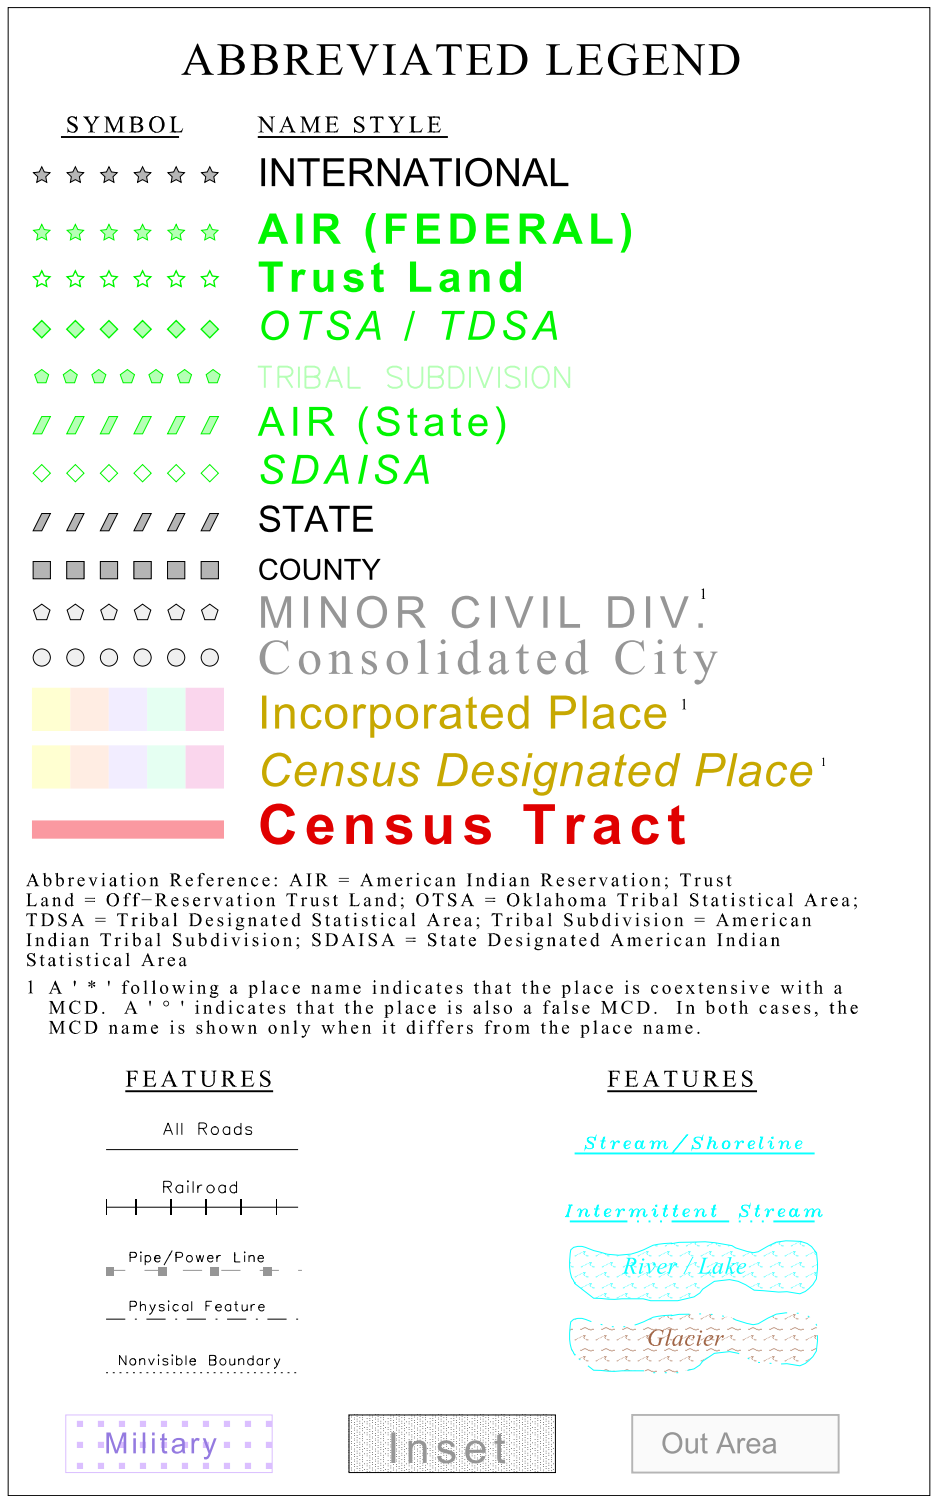 ABBREVIATED LEGEND
SYMBOL NAME STYLE
INTERNATIONAL
AIR (FEDERAL)
Trust Land
OTSA / TDSA
TRIBAL SUBDIVISION
AIR (State)
SDAISA
STATE
COUNTY
MINOR CIVIL DIV. 1
Consolidated City
Incorporated Place 1
Census Designated Place 1
Census Tract
Abbreviation Reference: AIR = American Indian Reservation; Trust
Land = Off−Reservation Trust Land; OTSA = Oklahoma Tribal Statistical Area;
TDSA = Tribal Designated Statistical Area; Tribal Subdivision = American
Indian Tribal Subdivision; SDAISA = State Designated American Indian
Statistical Area
1 A ' * ' following a place name indicates that the place is coextensive with a
MCD. A ' ° ' indicates that the place is also a false MCD. In both cases, the
MCD name is shown only when it differs from the place name.
FEATURES
All Roads
Railroad
Pipe/Power Line
Physical Feature
Nonvisible Boundary
FEATURES
Stream/Shoreline
Intermittent Stream
River / Lake
Glacier
Military
Inset
Out Area